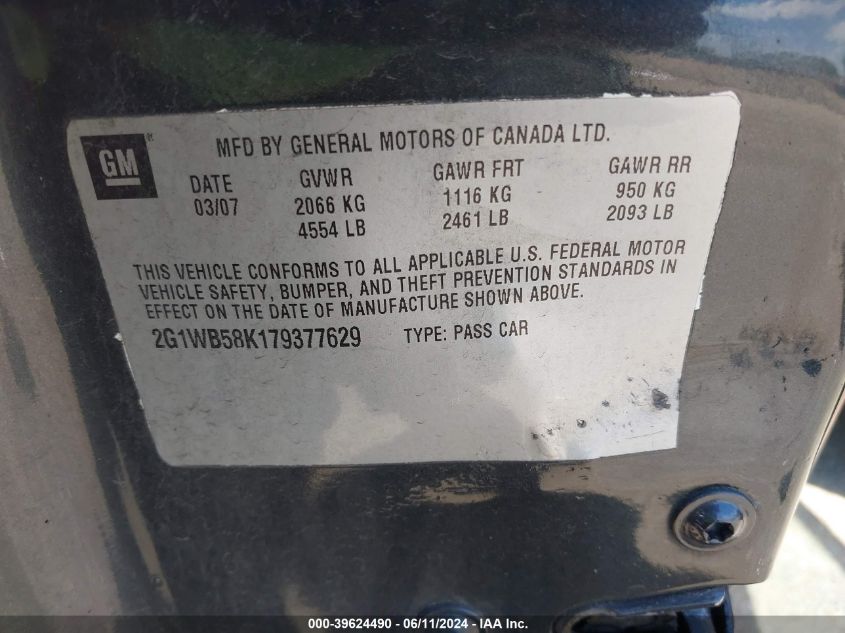 GM
MFD BY GENERAL MOTORS OF CANADA LTD.
DATE GVWR GAWR FRT GAWR RR
03/07 2066 KG 1116 KG 950 KG
4554 LB 2461 LB 2093 LB
THIS VEHICLE CONFORMS TO ALL APPLICABLE U.S. FEDERAL MOTOR
VEHICLE SAFETY, BUMPER, AND THEFT PREVENTION STANDARDS IN
EFFECT ON THE DATE OF MANUFACTURE SHOWN ABOVE.
2G1WB58K179377629 TYPE: PASS CAR
000-39624490 - 06/11/2024 - IAA Inc.